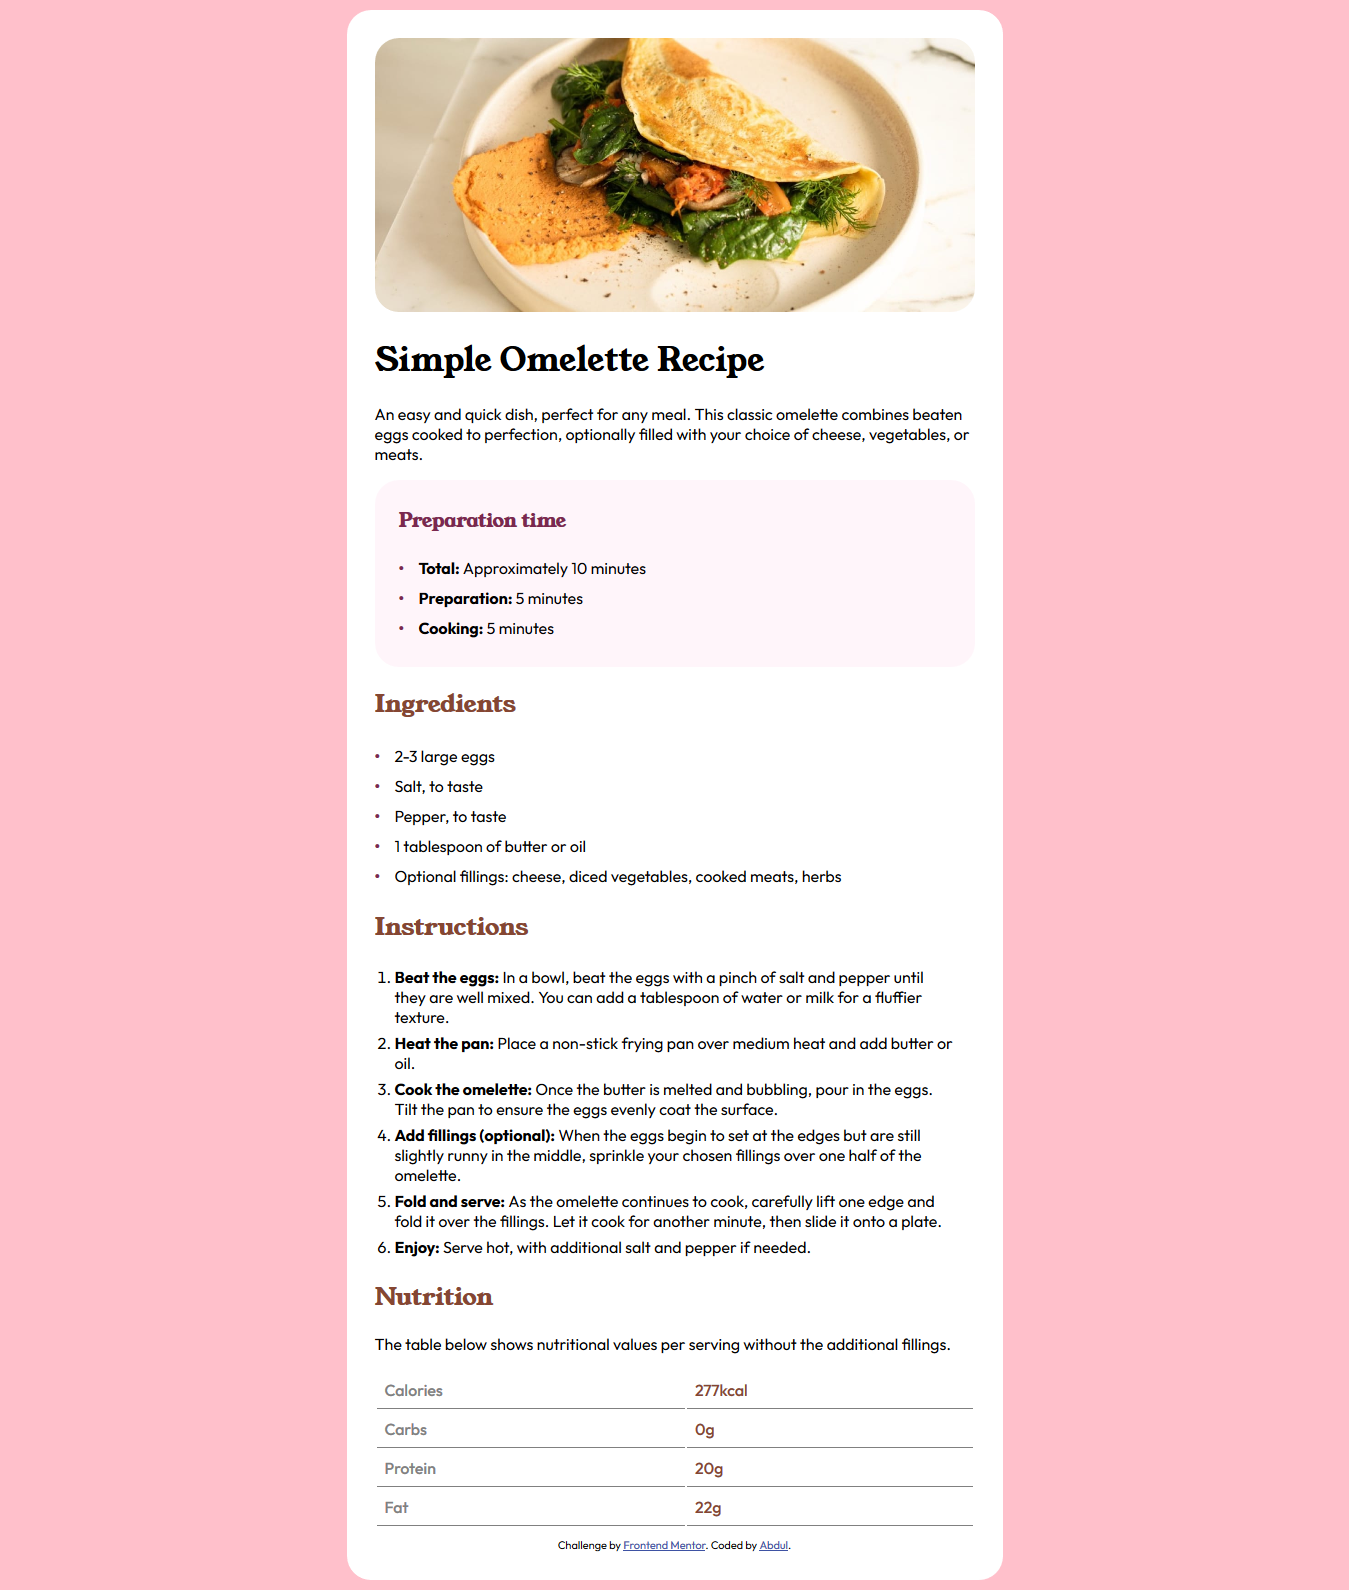 Simple Omelette Recipe
An easy and quick dish, perfect for any meal. This classic omelette combines beaten
eggs cooked to perfection, optionally filled with your choice of cheese, vegetables, or
meats.
Preparation time
• Total: Approximately 10 minutes
• Preparation: 5 minutes
• Cooking: 5 minutes
Ingredients
• 2-3 large eggs
• Salt, to taste
• Pepper, to taste
• 1 tablespoon of butter or oil
• Optional fillings: cheese, diced vegetables, cooked meats, herbs
Instructions
1. Beat the eggs: In a bowl, beat the eggs with a pinch of salt and pepper until
they are well mixed. You can add a tablespoon of water or milk for a fluffier
texture.
2. Heat the pan: Place a non-stick frying pan over medium heat and add butter or
oil.
3. Cook the omelette: Once the butter is melted and bubbling, pour in the eggs.
Tilt the pan to ensure the eggs evenly coat the surface.
4. Add fillings (optional): When the eggs begin to set at the edges but are still
slightly runny in the middle, sprinkle your chosen fillings over one half of the
omelette.
5. Fold and serve: As the omelette continues to cook, carefully lift one edge and
fold it over the fillings. Let it cook for another minute, then slide it onto a plate.
6. Enjoy: Serve hot, with additional salt and pepper if needed.
Nutrition
The table below shows nutritional values per serving without the additional fillings.
Calories 277kcal
Carbs 0g
Protein 20g
Fat 22g
Challenge by Frontend Mentor. Coded by Abdul.